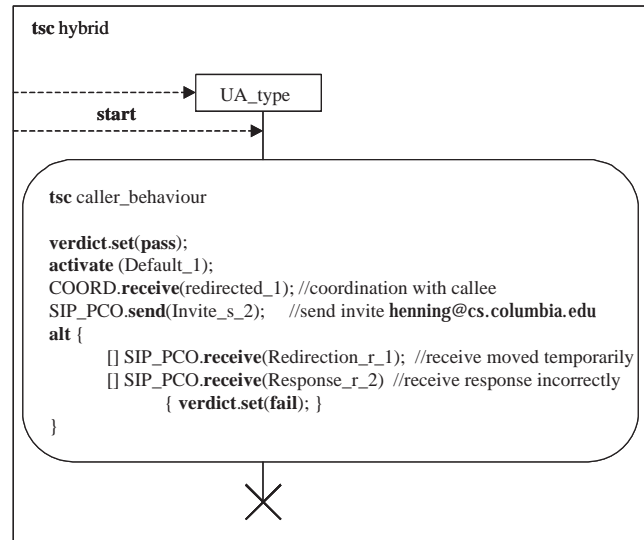 tsc hybrid
UA_type
start
tsc caller_behaviour
verdict.set(pass);
activate (Default_1);
COORD.receive(redirected_1); //coordination with callee
SIP_PCO.send(Invite_s_2); //send invite henning@cs.columbia.edu
alt {
[] SIP_PCO.receive(Redirection_r_1); //receive moved temporarily
[] SIP_PCO.receive(Response_r_2) //receive response incorrectly
{ verdict.set(fail); }
}